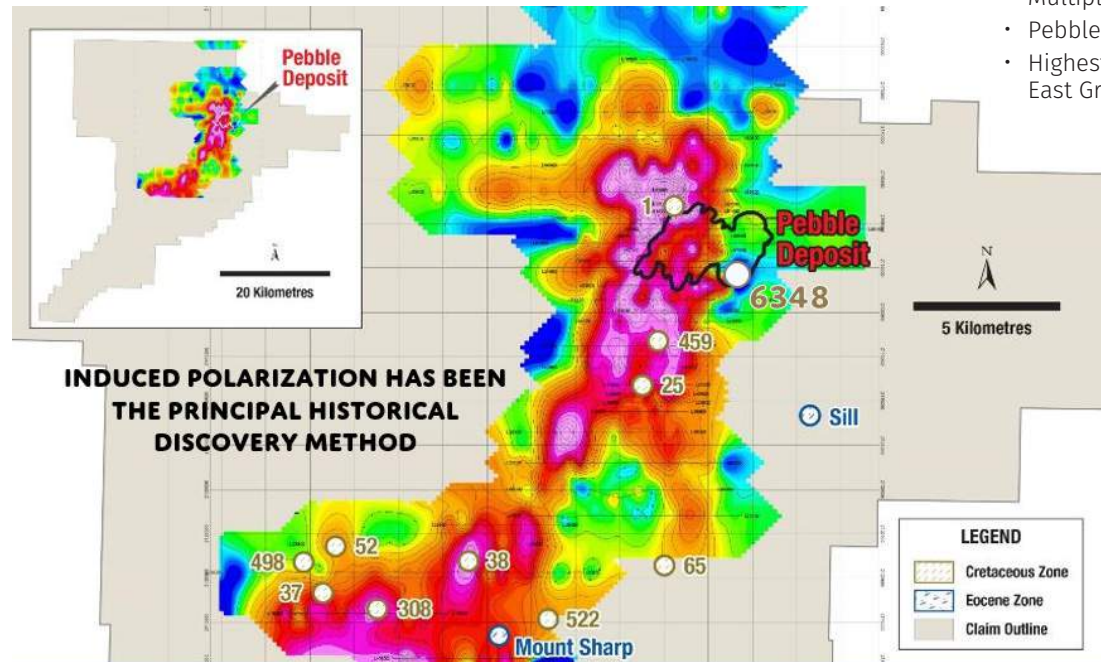 Multipl
• Pebble
• Highest
East Gr
Pebble
Deposit
N
20 Kilometres
1
Pebble
Deposit
6348
N
5 Kilometres
459
25
INDUCED POLARIZATION HAS BEEN
THE PRINCIPAL HISTORICAL
DISCOVERY METHOD
Sill
52
498
38
65
37
308
522
Mount Sharp
LEGEND
Cretaceous Zone
Eocene Zone
Claim Outline